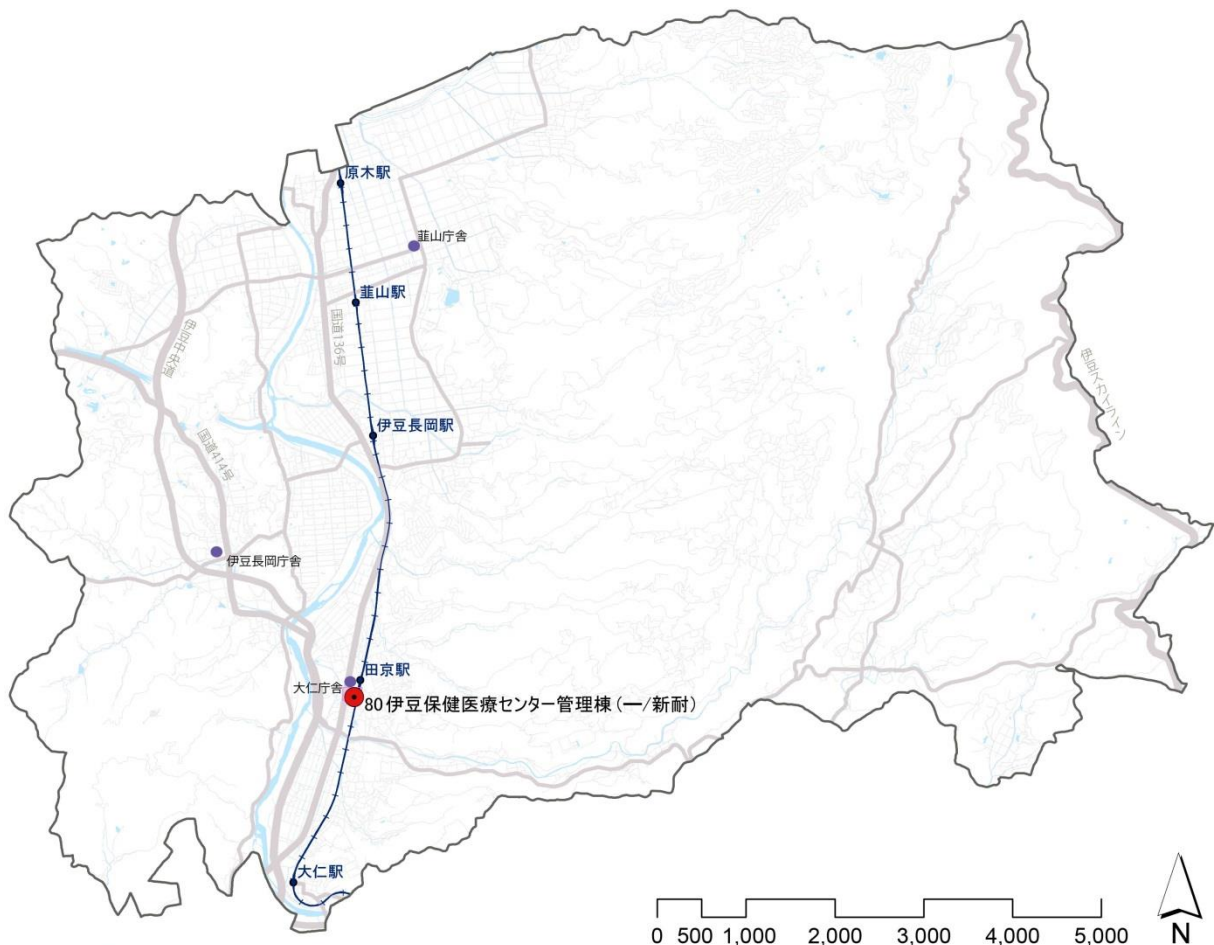 原木駅
韮山庁舎
韮山駅
国道136号
伊豆中央道
伊豆スカイライン
伊豆長岡駅
国道414号
伊豆長岡庁舎
田京駅
大仁庁舎
80 伊豆保健医療センター管理棟(―/新耐)
大仁駅
0 500 1,000 2,000 3,000 4,000 5,000
N